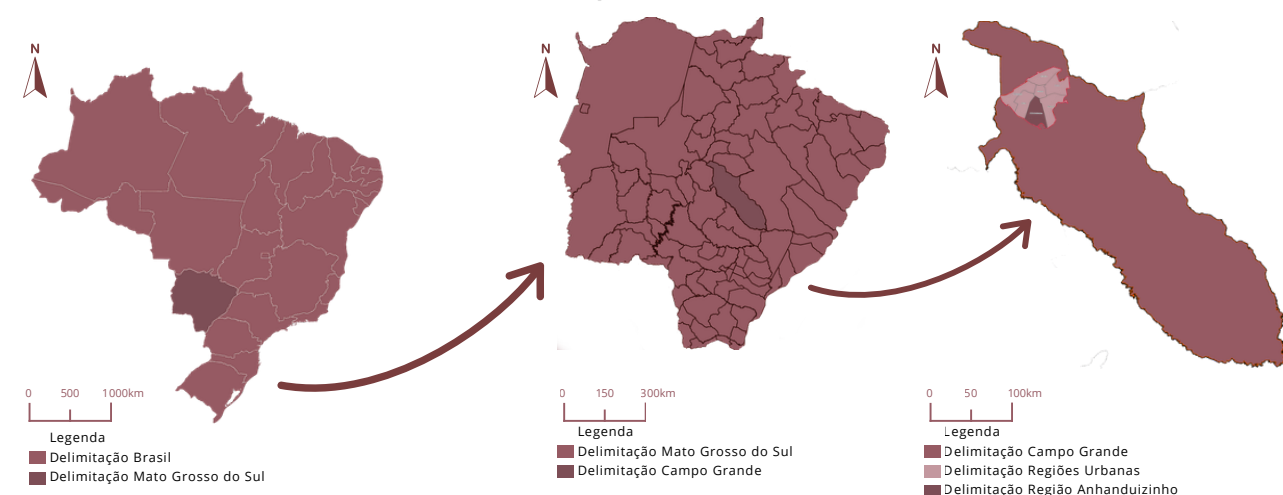 N
0 500 1000km
Legenda
Delimitação Brasil
Delimitação Mato Grosso do Sul
N
0 150 300km
Legenda
Delimitação Mato Grosso do Sul
Delimitação Campo Grande
N
0 50 100km
Legenda
Delimitação Campo Grande
Delimitação Regiões Urbanas
Delimitação Região Anhanduizinho